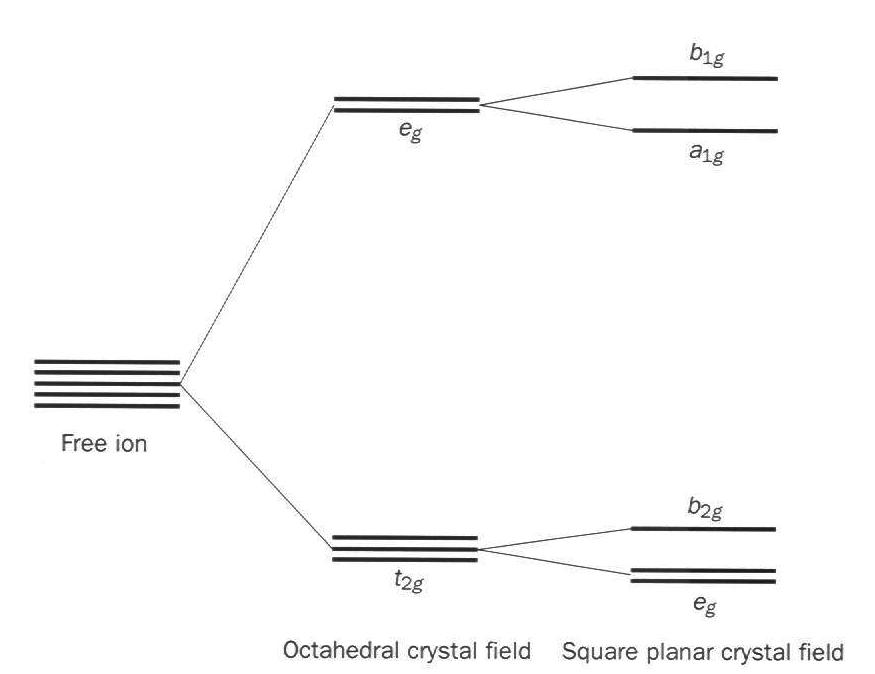 b1g
eg
a1g
Free ion
b2g
t2g
eg
Octahedral crystal field
Square planar crystal field